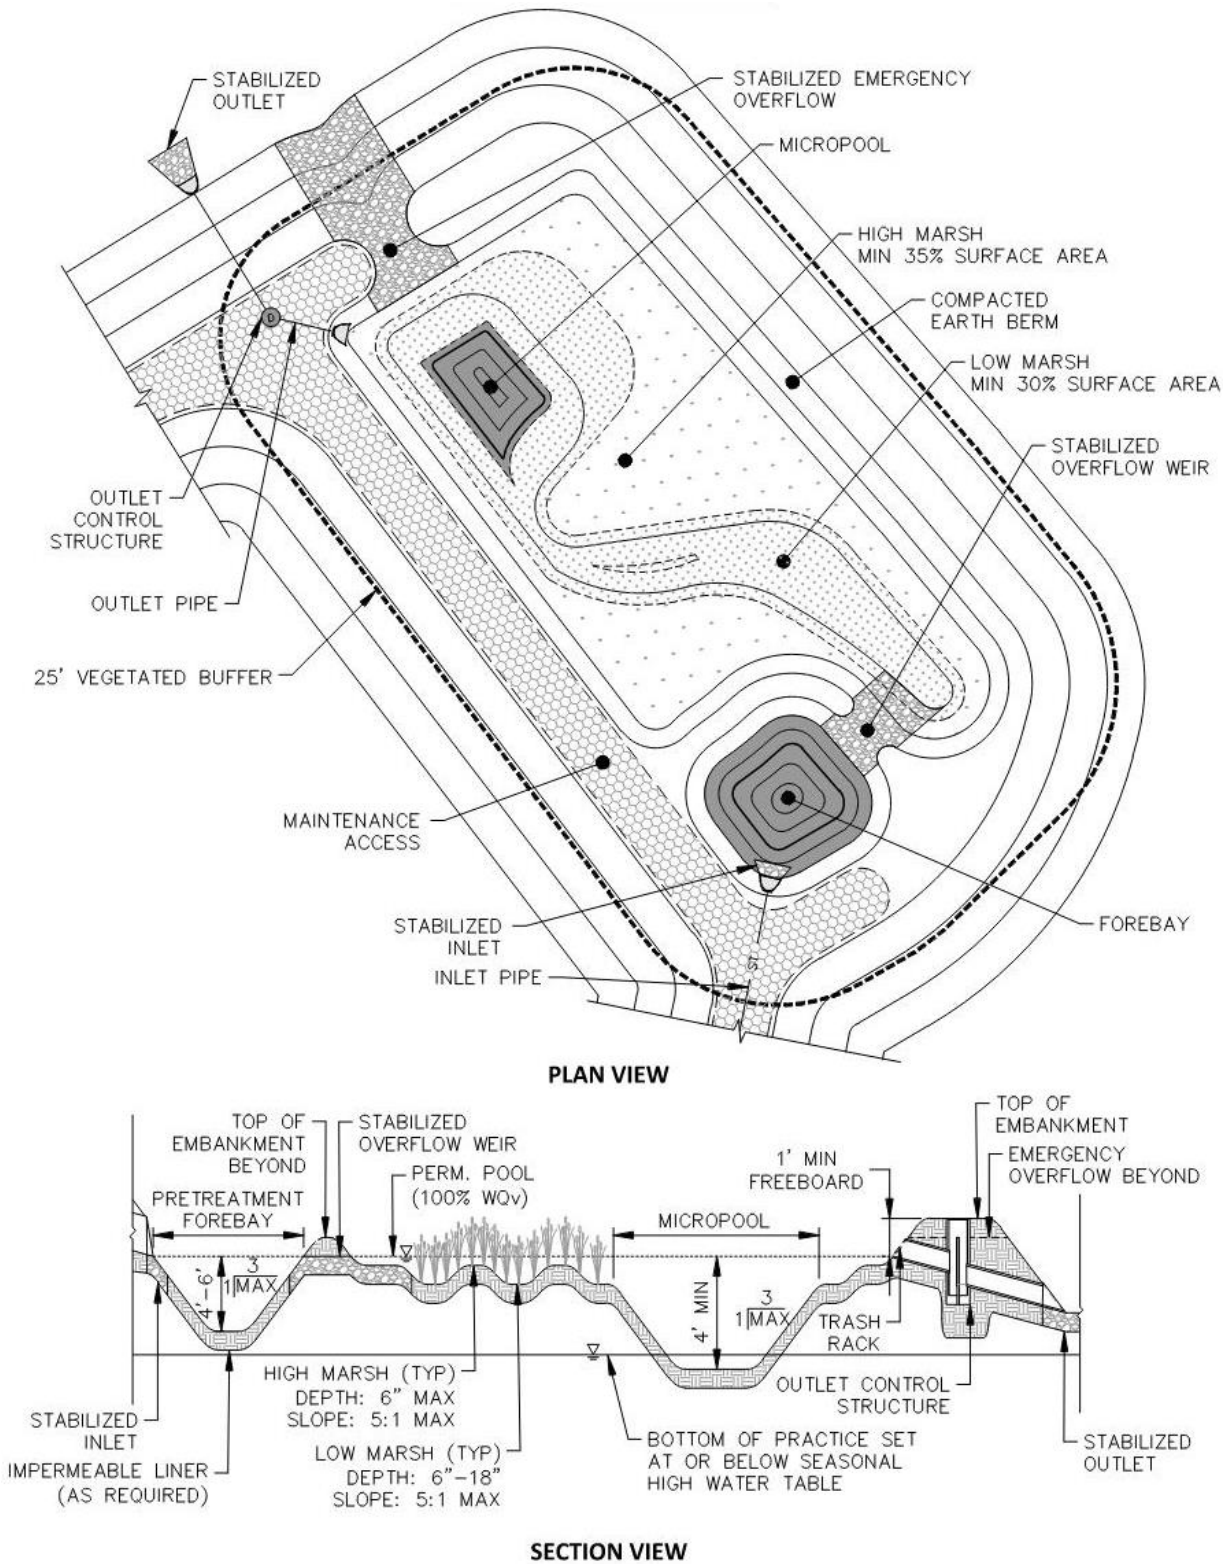 STABILIZED
OUTLET
STABILIZED EMERGENCY
OVERFLOW
MICROPOOL
HIGH MARSH
MIN 35% SURFACE AREA
COMPACTED
EARTH BERM
LOW MARSH
MIN 30% SURFACE AREA
STABILIZED
OVERFLOW WEIR
D
OUTLET
CONTROL
STRUCTURE
OUTLET PIPE
25' VEGETATED BUFFER
MAINTENANCE
ACCESS
STABILIZED
INLET
INLET PIPE
ST
FOREBAY
PLAN VIEW
TOP OF
EMBANKMENT
BEYOND
STABILIZED
OVERFLOW WEIR
PERM. POOL
(100% WQv)
PRETREATMENT
FOREBAY
MICROPOOL
1' MIN
FREEBOARD
TOP OF
EMBANKMENT
EMERGENCY
OVERFLOW BEYOND
4'-6'
3
1 MAX
4' MIN
3
1 MAX
TRASH
RACK
HIGH MARSH (TYP)
DEPTH: 6" MAX
SLOPE: 5:1 MAX
OUTLET CONTROL
STRUCTURE
STABILIZED
INLET
IMPERMEABLE LINER
(AS REQUIRED)
LOW MARSH (TYP)
DEPTH: 6"-18"
SLOPE: 5:1 MAX
BOTTOM OF PRACTICE SET
AT OR BELOW SEASONAL
HIGH WATER TABLE
STABILIZED
OUTLET
SECTION VIEW